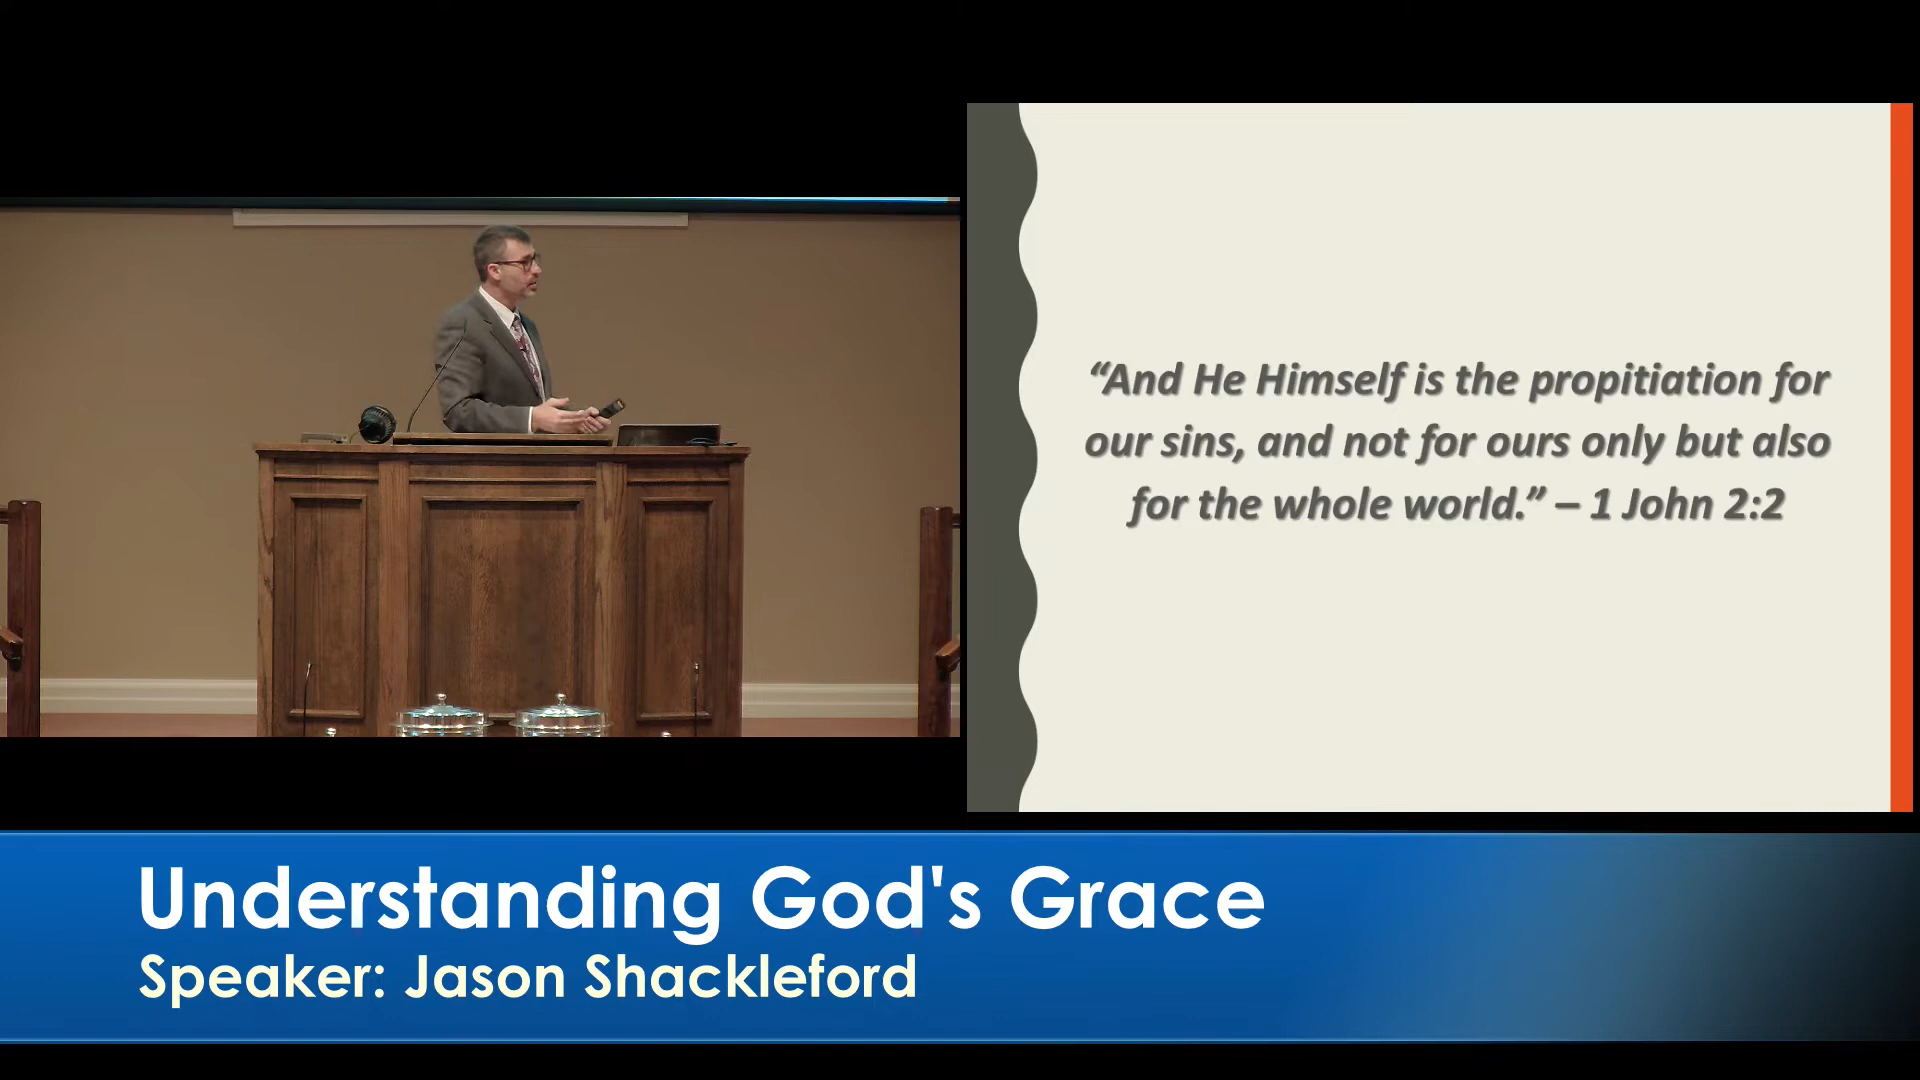 “And He Himself is the propitiation for
our sins, and not for ours only but also
for the whole world.” – 1 John 2:2
Understanding God's Grace
Speaker: Jason Shackleford